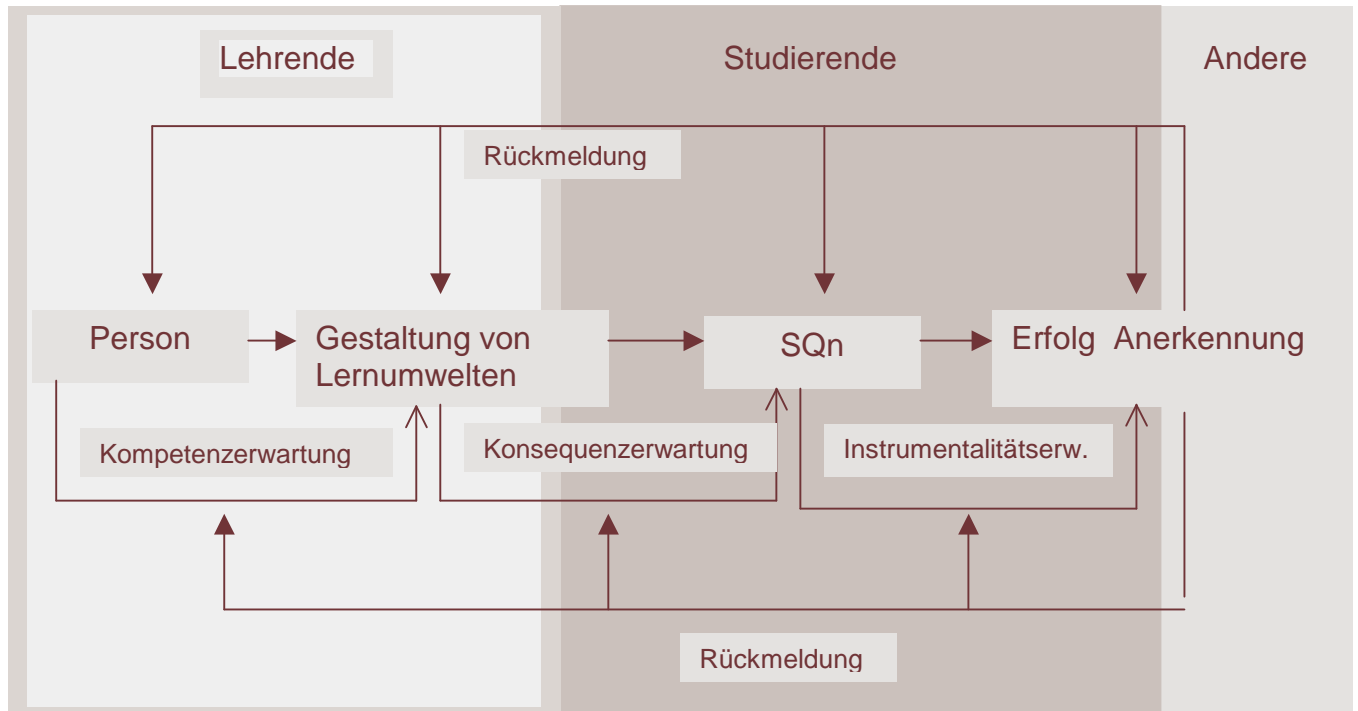 Lehrende
Studierende
Andere
Rückmeldung
Person
Gestaltung von
Lernumwelten
SQn
Erfolg Anerkennung
Kompetenzerwartung
Konsequenzerwartung
Instrumentalitätserw.
Rückmeldung